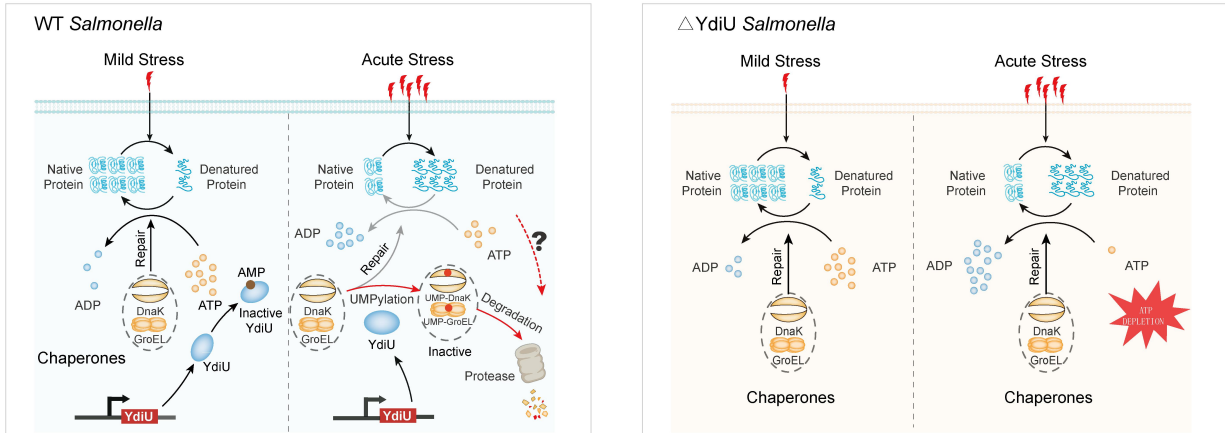 WT Salmonella
Mild Stress
Acute Stress
Native
Protein
Denatured
Protein
Native
Protein
Denatured
Protein
Repair
ADP
ATP
DnaK
GroEL
AMP
Inactive
YdiU
YdiU
Chaperones
YdiU
ADP
ATP
?
Repair
DnaK
GroEL
UMPylation
YdiU
UMP-DnaK
UMP-GroEL
Inactive
Degradation
Protease
YdiU
△YdiU Salmonella
Mild Stress
Acute Stress
Native
Protein
Denatured
Protein
Native
Protein
Denatured
Protein
Repair
ADP
ATP
DnaK
GroEL
Chaperones
Repair
ADP
ATP
ATP
DEPLETION
DnaK
GroEL
Chaperones